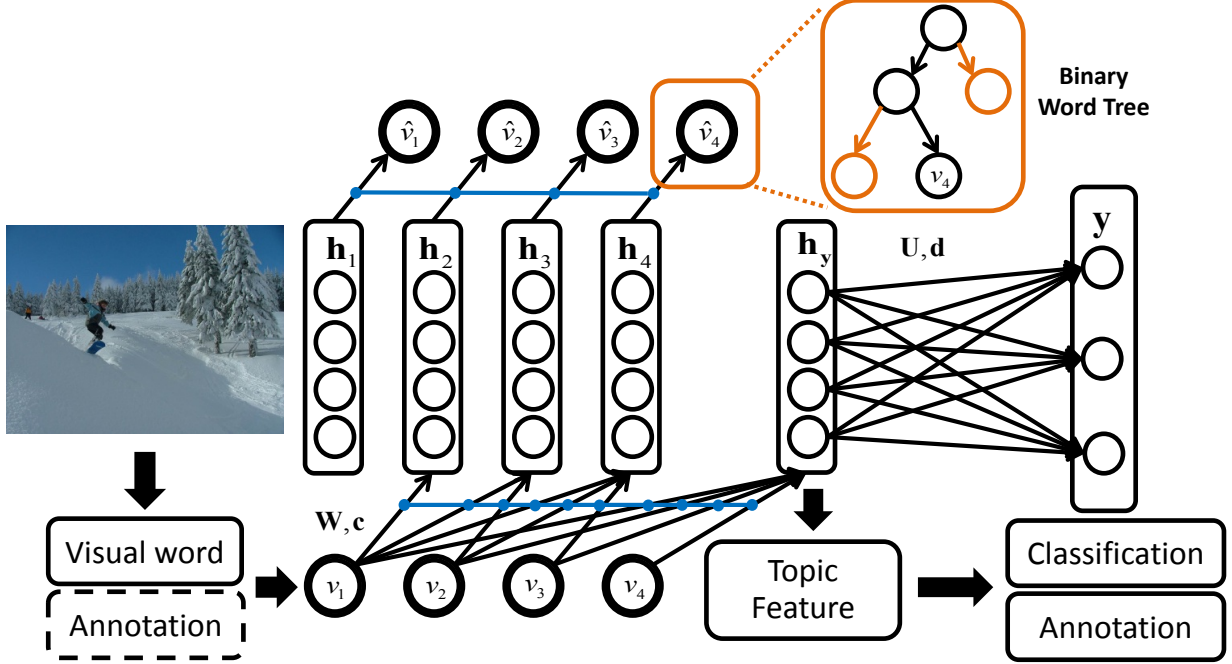 Binary
Word Tree
v̂₁
v̂₂
v̂₃
v̂₄
v₄
h₁
h₂
h₃
h₄
h_y
U, d
y
W, c
v₁
v₂
v₃
v₄
Visual word
Annotation
Topic
Feature
Classification
Annotation